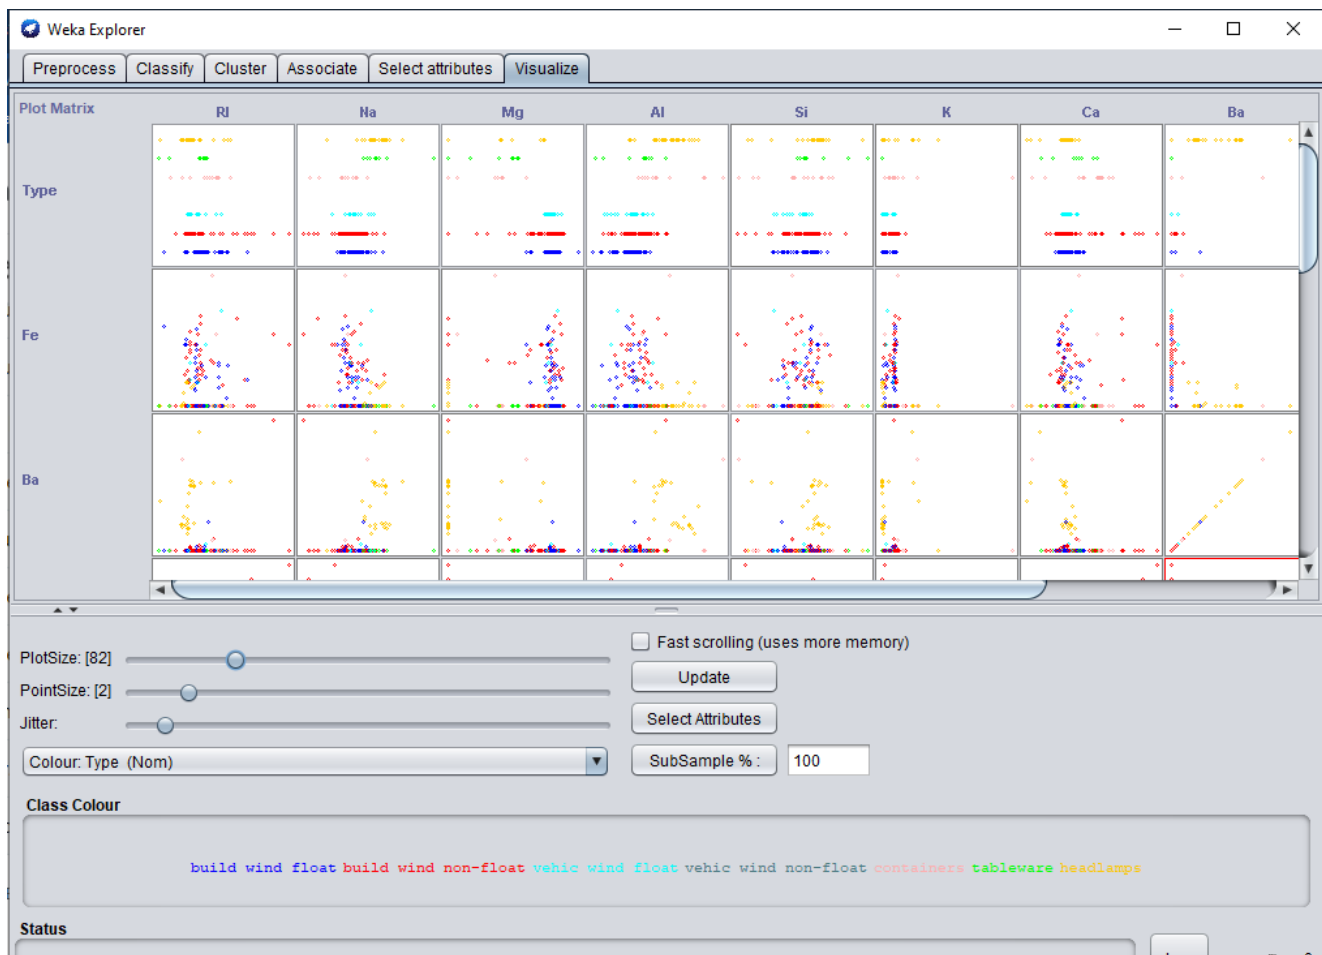 Weka Explorer
Preprocess Classify Cluster Associate Select attributes Visualize
Plot Matrix RI Na Mg Al Si K Ca Ba
Type
Fe
Ba
PlotSize: [82]
PointSize: [2]
Jitter:
Colour: Type (Nom)
Fast scrolling (uses more memory)
Update
Select Attributes
SubSample % : 100
Class Colour
build wind float build wind non-float vehic wind float vehic wind non-float containers tableware headlamps
Status